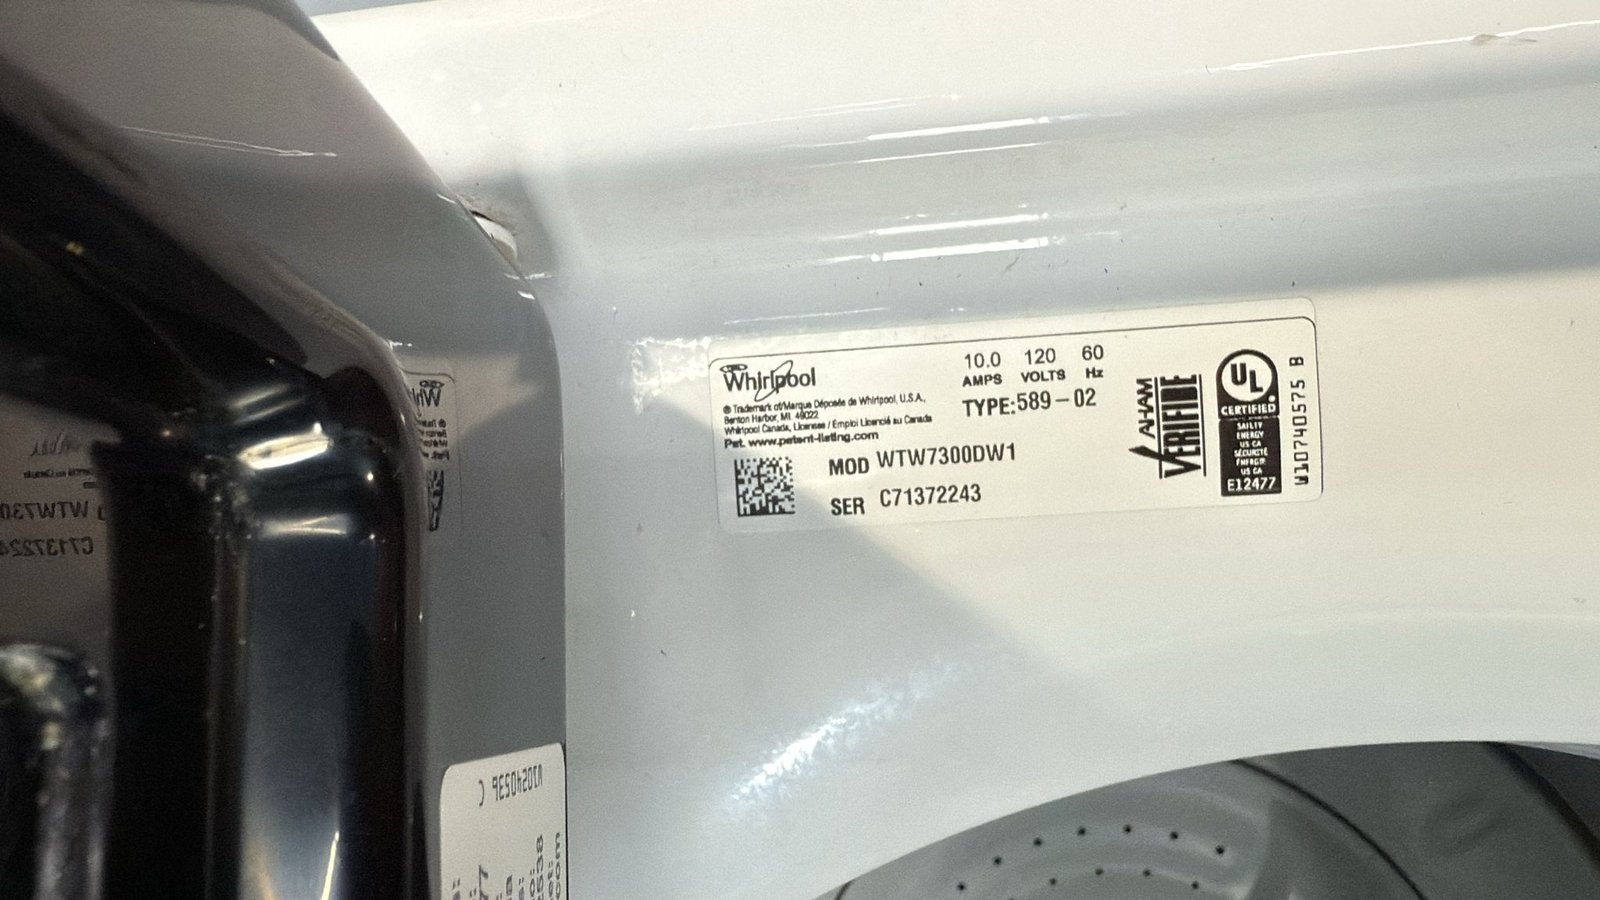 Whirlpool
® Trademark of/Marque Déposée de Whirlpool, U.S.A.,
Benton Harbor, MI. 49022
Whirlpool Canada, Licensee / Emploi Licencié au Canada
Pat. www.patent-listing.com
10.0 120 60
AMPS VOLTS Hz
TYPE:589-02
MOD WTW7300DW1
SER C71372243
AHAM
VERIFIDE
UL
CERTIFIED
SAFETY
ENERGY
US CA
SÉCURITÉ
ÉNERGIE
US CA
E12477
W10740575 B
W10540536 C